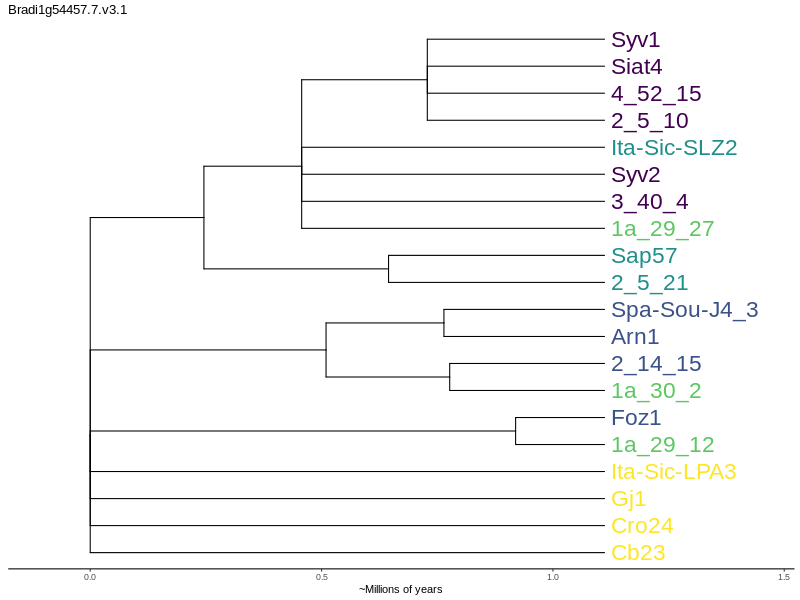 Bradi1g54457.7.v3.1
Syv1
Siat4
4_52_15
2_5_10
Ita-Sic-SLZ2
Syv2
3_40_4
1a_29_27
Sap57
2_5_21
Spa-Sou-J4_3
Arn1
2_14_15
1a_30_2
Foz1
1a_29_12
Ita-Sic-LPA3
Gj1
Cro24
Cb23
0.0 0.5 1.0 1.5
~Millions of years